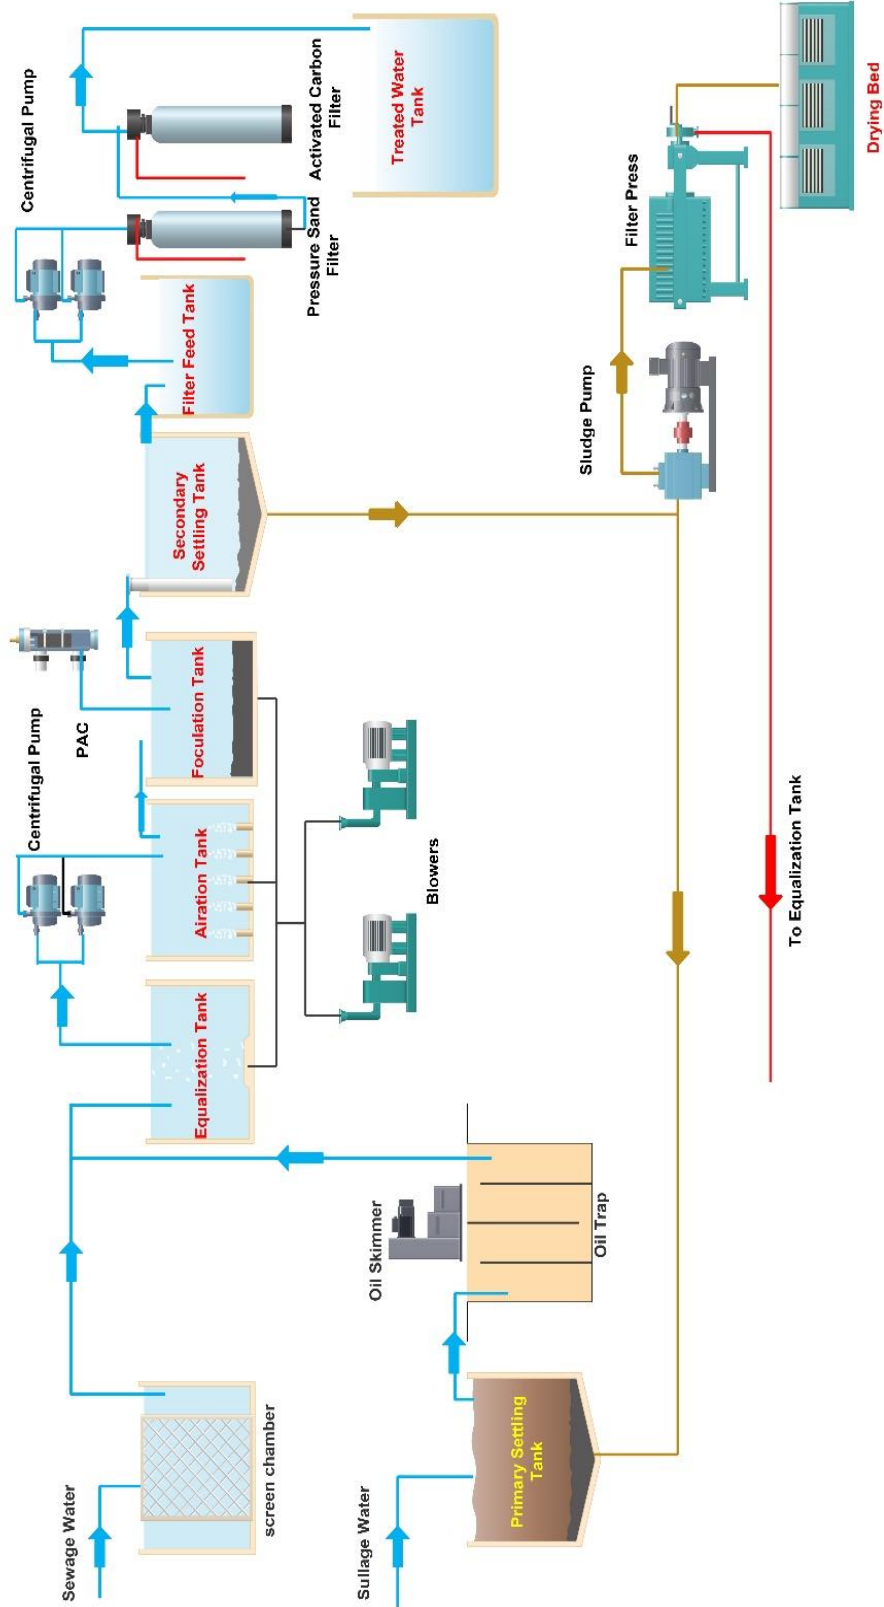 Sewage Water
screen chamber
Sullage Water
Primary Settling
Tank
Oil Skimmer
Oil Trap
Equalization Tank
Centrifugal Pump
Airation Tank
Blowers
PAC
Foculation Tank
Secondary
Settling Tank
Filter Feed Tank
Centrifugal Pump
Pressure Sand
Filter
Activated Carbon
Filter
Treated Water
Tank
Sludge Pump
Filter Press
Drying Bed
To Equalization Tank